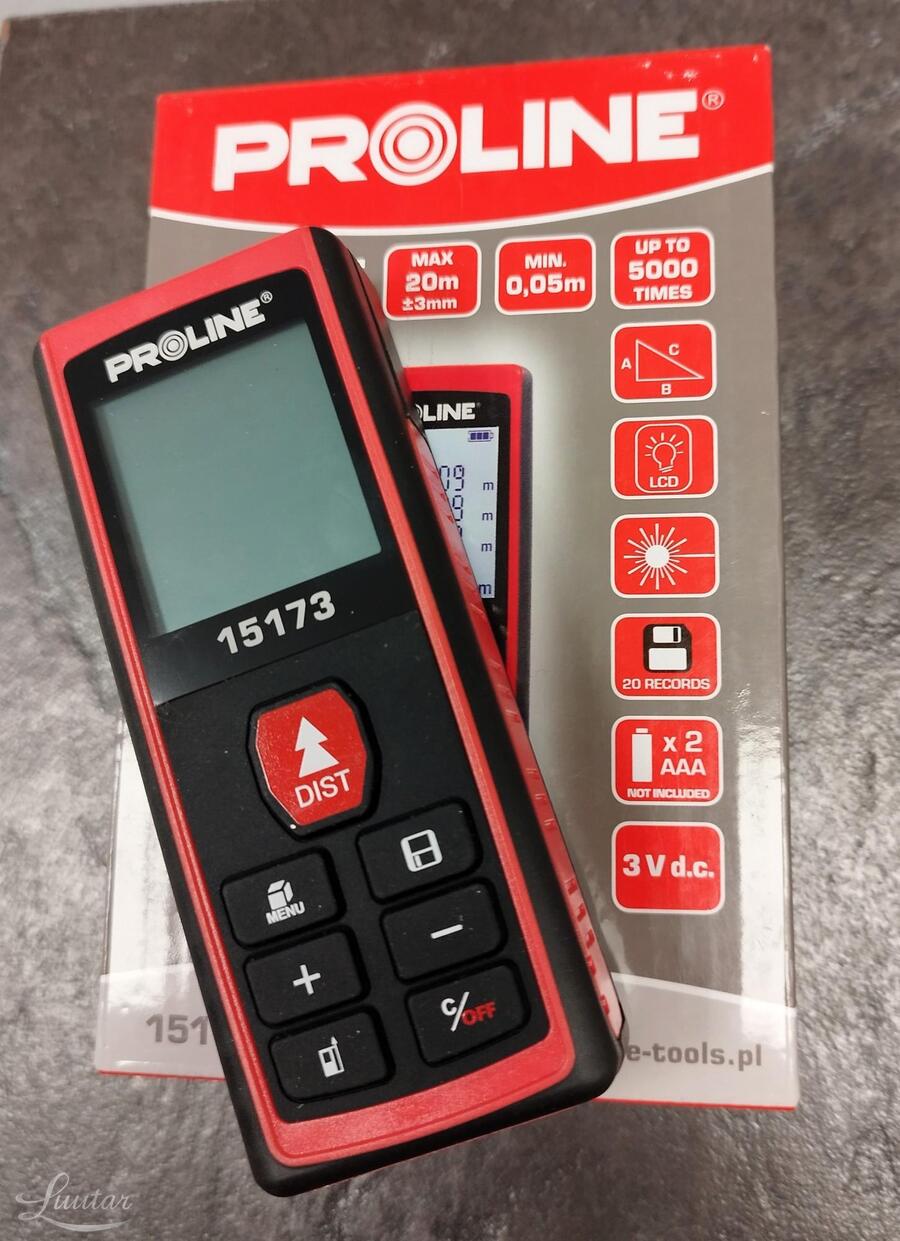 PROLINE®
MAX
20m
±3mm
MIN.
0,05m
UP TO
5000
TIMES
A C
B
LCD
20 RECORDS
x 2
AAA
NOT INCLUDED
3 V d.c.
e-tools.pl
151
LINE®
m
m
m
m
PROLINE®
15173
DIST
MENU
+
−
C/OFF
Luutar